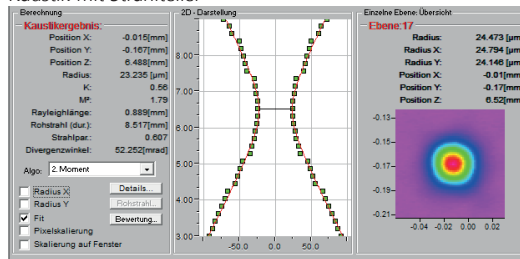 Kaustik mit Strahlteiler
Berechnung
Kaustikergebnis:
Position X: -0.015[mm]
Position Y: -0.167[mm]
Position Z: 6.488[mm]
Radius: 23.235 [µm]
K: 0.56
M²: 1.79
Rayleighlänge: 0.889[mm]
Rohstrahl (dur.): 8.517[mm]
Strahlpar.: 0.607
Divergenzwinkel: 52.252[mrad]
Algo: 2. Moment
Radius X
Details...
Radius Y
Rohstrahl...
Fit
Bewertung...
Pixelskalierung
Skalierung auf Fenster
2D - Darstellung
9.00
8.00
7.00
6.00
5.00
4.00
3.00
-50.0 0.0 50.0
Einzelne Ebene: Übersicht
Ebene:17
Radius: 24.473 [µm]
Radius X: 24.794 [µm]
Radius Y: 24.146 [µm]
Position X: -0.01[mm]
Position Y: -0.17[mm]
Position Z: 6.52[mm]
-0.13
-0.15
-0.17
-0.19
-0.21
-0.04 -0.02 0.00 0.02